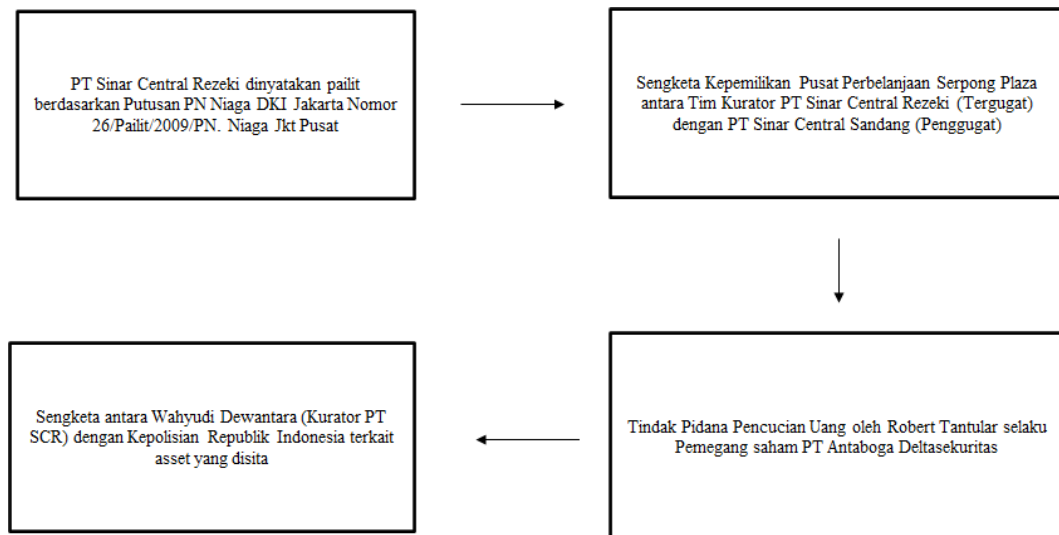 PT Sinar Central Rezeki dinyatakan pailit
berdasarkan Putusan PN Niaga DKI Jakarta Nomor
26/Pailit/2009/PN. Niaga Jkt Pusat
Sengketa Kepemilikan Pusat Perbelanjaan Serpong Plaza
antara Tim Kurator PT Sinar Central Rezeki (Tergugat)
dengan PT Sinar Central Sandang (Penggugat)
Tindak Pidana Pencucian Uang oleh Robert Tantular selaku
Pemegang saham PT Antaboga Deltasekuritas
Sengketa antara Wahyudi Dewantara (Kurator PT
SCR) dengan Kepolisian Republik Indonesia terkait
asset yang disita